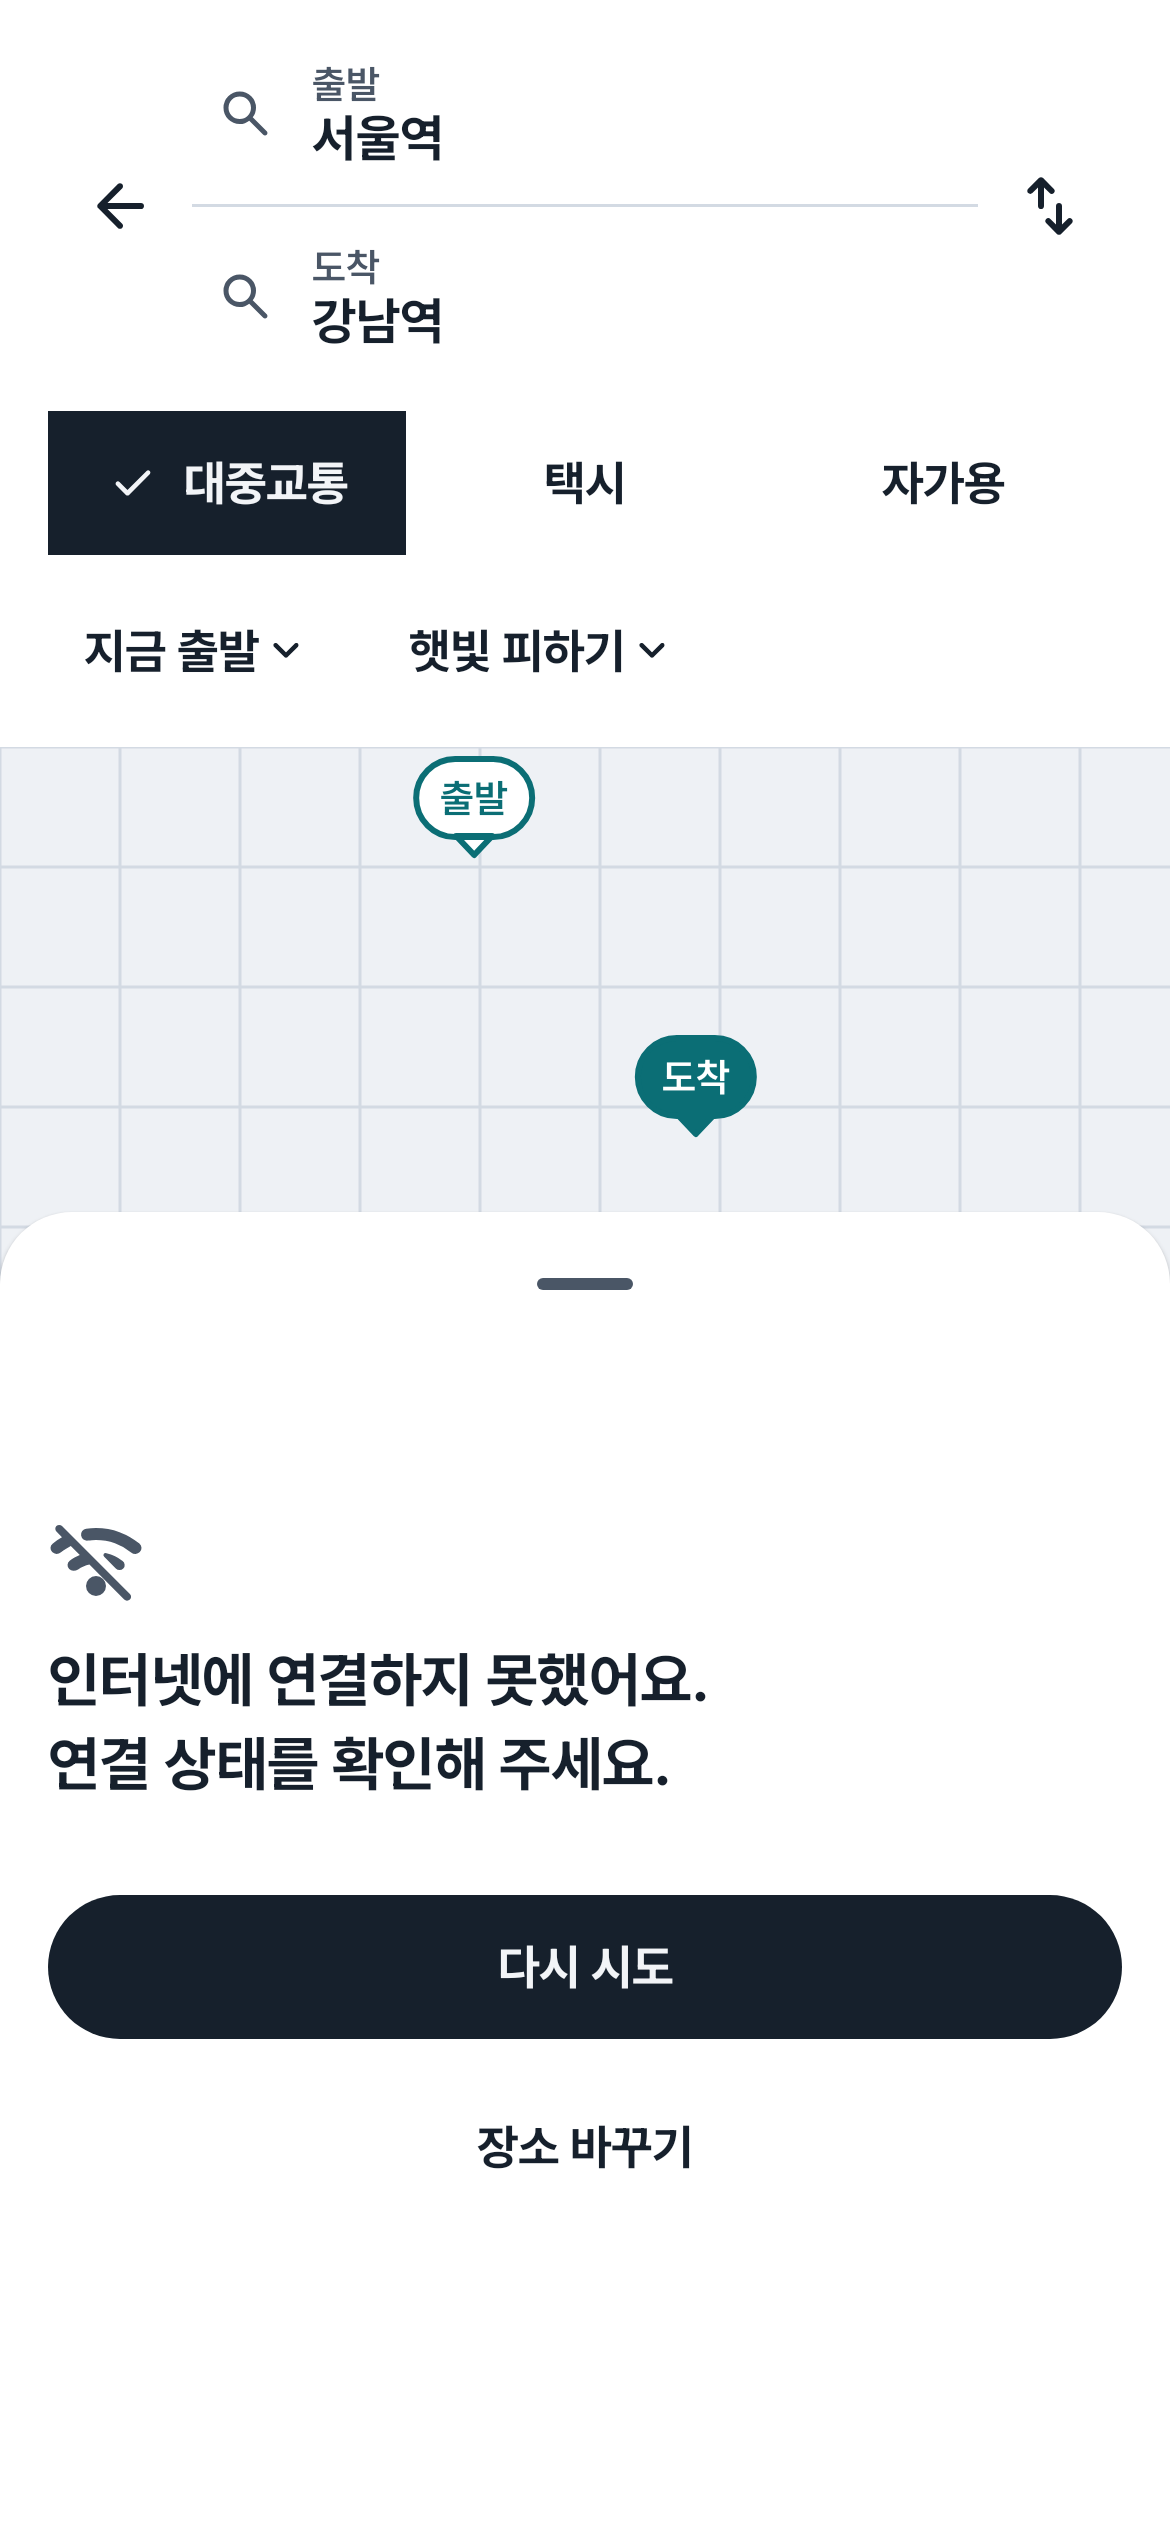 출발
서울역
도착
강남역
대중교통
택시
자가용
지금 출발
햇빛 피하기
출발
도착
인터넷에 연결하지 못했어요.
연결 상태를 확인해 주세요.
다시 시도
장소 바꾸기